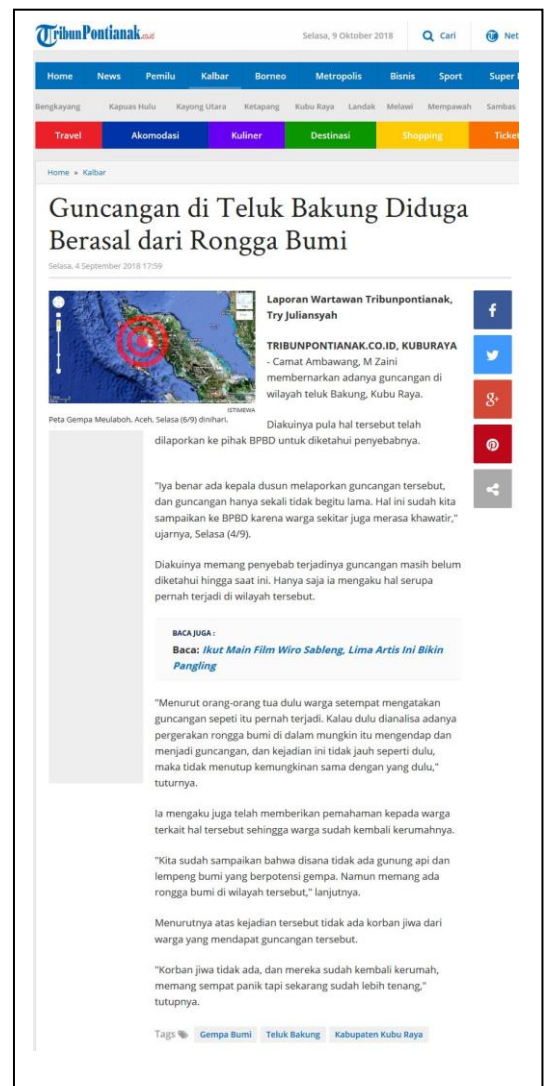 TribunPontianak.co.id
Selasa, 9 Oktober 2018
Cari
Net
Home News Pemilu Kalbar Borneo Metropolis Bisnis Sport Super
Bengkayang Kapuas Hulu Kayong Utara Ketapang Kubu Raya Landak Melawi Mempawah Sambas
Travel Akomodasi Kuliner Destinasi Shopping Ticket
Home » Kalbar
Guncangan di Teluk Bakung Diduga
Berasal dari Rongga Bumi
Selasa, 4 September 2018 17:59
ISTIMEWA
Peta Gempa Meulaboh, Aceh, Selasa (6/9) dinihari.
Laporan Wartawan Tribunpontianak,
Try Juliansyah
TRIBUNPONTIANAK.CO.ID, KUBURAYA
- Camat Ambawang, M Zaini
membernarkan adanya guncangan di
wilayah teluk Bakung, Kubu Raya.
Diakuinya pula hal tersebut telah
dilaporkan ke pihak BPBD untuk diketahui penyebabnya.
"Iya benar ada kepala dusun melaporkan guncangan tersebut,
dan guncangan hanya sekali tidak begitu lama. Hal ini sudah kita
sampaikan ke BPBD karena warga sekitar juga merasa khawatir,"
ujarnya, Selasa (4/9).
Diakuinya memang penyebab terjadinya guncangan masih belum
diketahui hingga saat ini. Hanya saja ia mengaku hal serupa
pernah terjadi di wilayah tersebut.
BACA JUGA :
Baca: Ikut Main Film Wiro Sableng, Lima Artis Ini Bikin
Pangling
"Menurut orang-orang tua dulu warga setempat mengatakan
guncangan sepeti itu pernah terjadi. Kalau dulu dianalisa adanya
pergerakan rongga bumi di dalam mungkin itu mengendap dan
menjadi guncangan, dan kejadian ini tidak jauh seperti dulu,
maka tidak menutup kemungkinan sama dengan yang dulu,"
tuturnya.
Ia mengaku juga telah memberikan pemahaman kepada warga
terkait hal tersebut sehingga warga sudah kembali kerumahnya.
"Kita sudah sampaikan bahwa disana tidak ada gunung api dan
lempeng bumi yang berpotensi gempa. Namun memang ada
rongga bumi di wilayah tersebut," lanjutnya.
Menurutnya atas kejadian tersebut tidak ada korban jiwa dari
warga yang mendapat guncangan tersebut.
"Korban jiwa tidak ada, dan mereka sudah kembali kerumah,
memang sempat panik tapi sekarang sudah lebih tenang,"
tutupnya.
Tags Gempa Bumi Teluk Bakung Kabupaten Kubu Raya